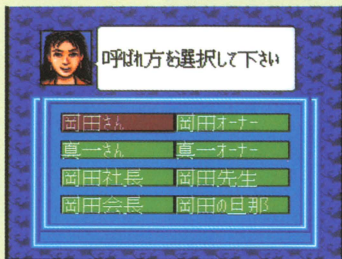 呼ばれ方を選択して下さい
岡田さん 岡田オーナー
真一さん 真一オーナー
岡田社長 岡田先生
岡田会長 岡田の旦那